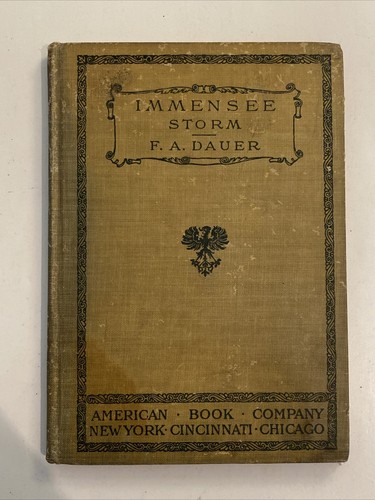 IMMENSEE
STORM
F. A. DAUER
AMERICAN · BOOK · COMPANY
NEW YORK · CINCINNATI · CHICAGO